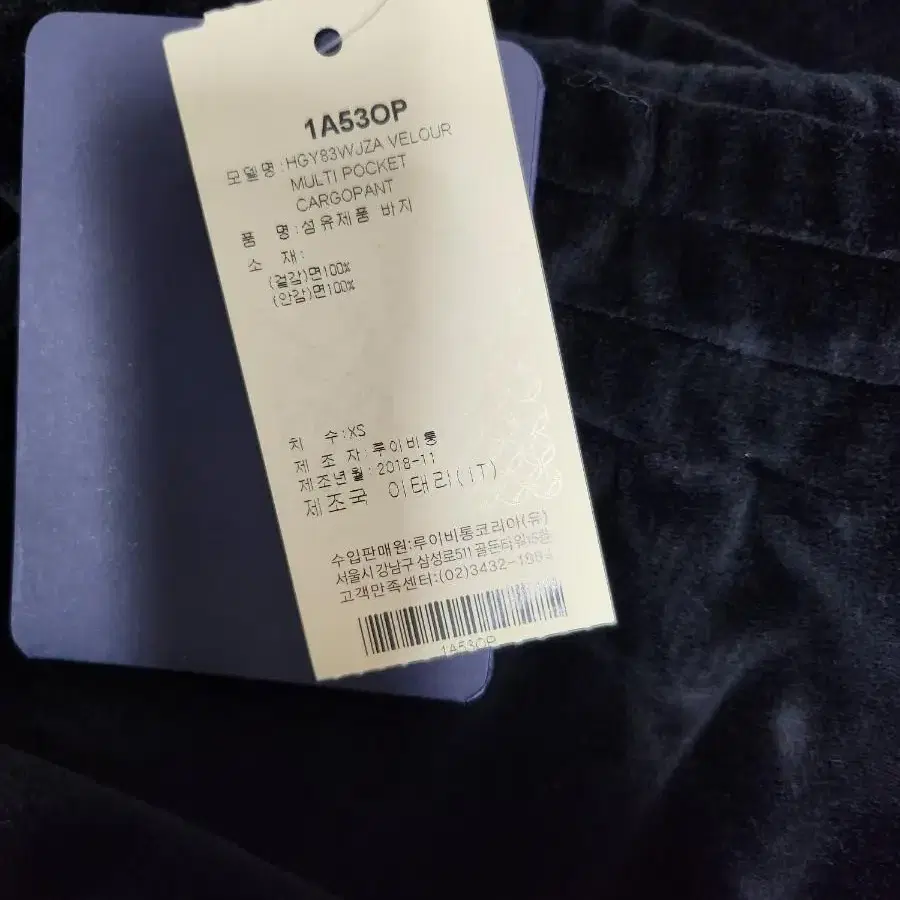 1A53OP
모델명:HGY83WJZA VELOUR
MULTI POCKET
CARGOPANT
품 명:섬유제품 바지
소 재:
(겉감)면100%
(안감)면100%
치 수:XS
제 조 자:루이비통
제조년월:2018-11
제조국 이태리(IT)
수입판매원:루이비통코리아(유)
서울시 강남구 삼성로511 골든타워15층
고객만족센터:(02)3432-1854
1A53OP